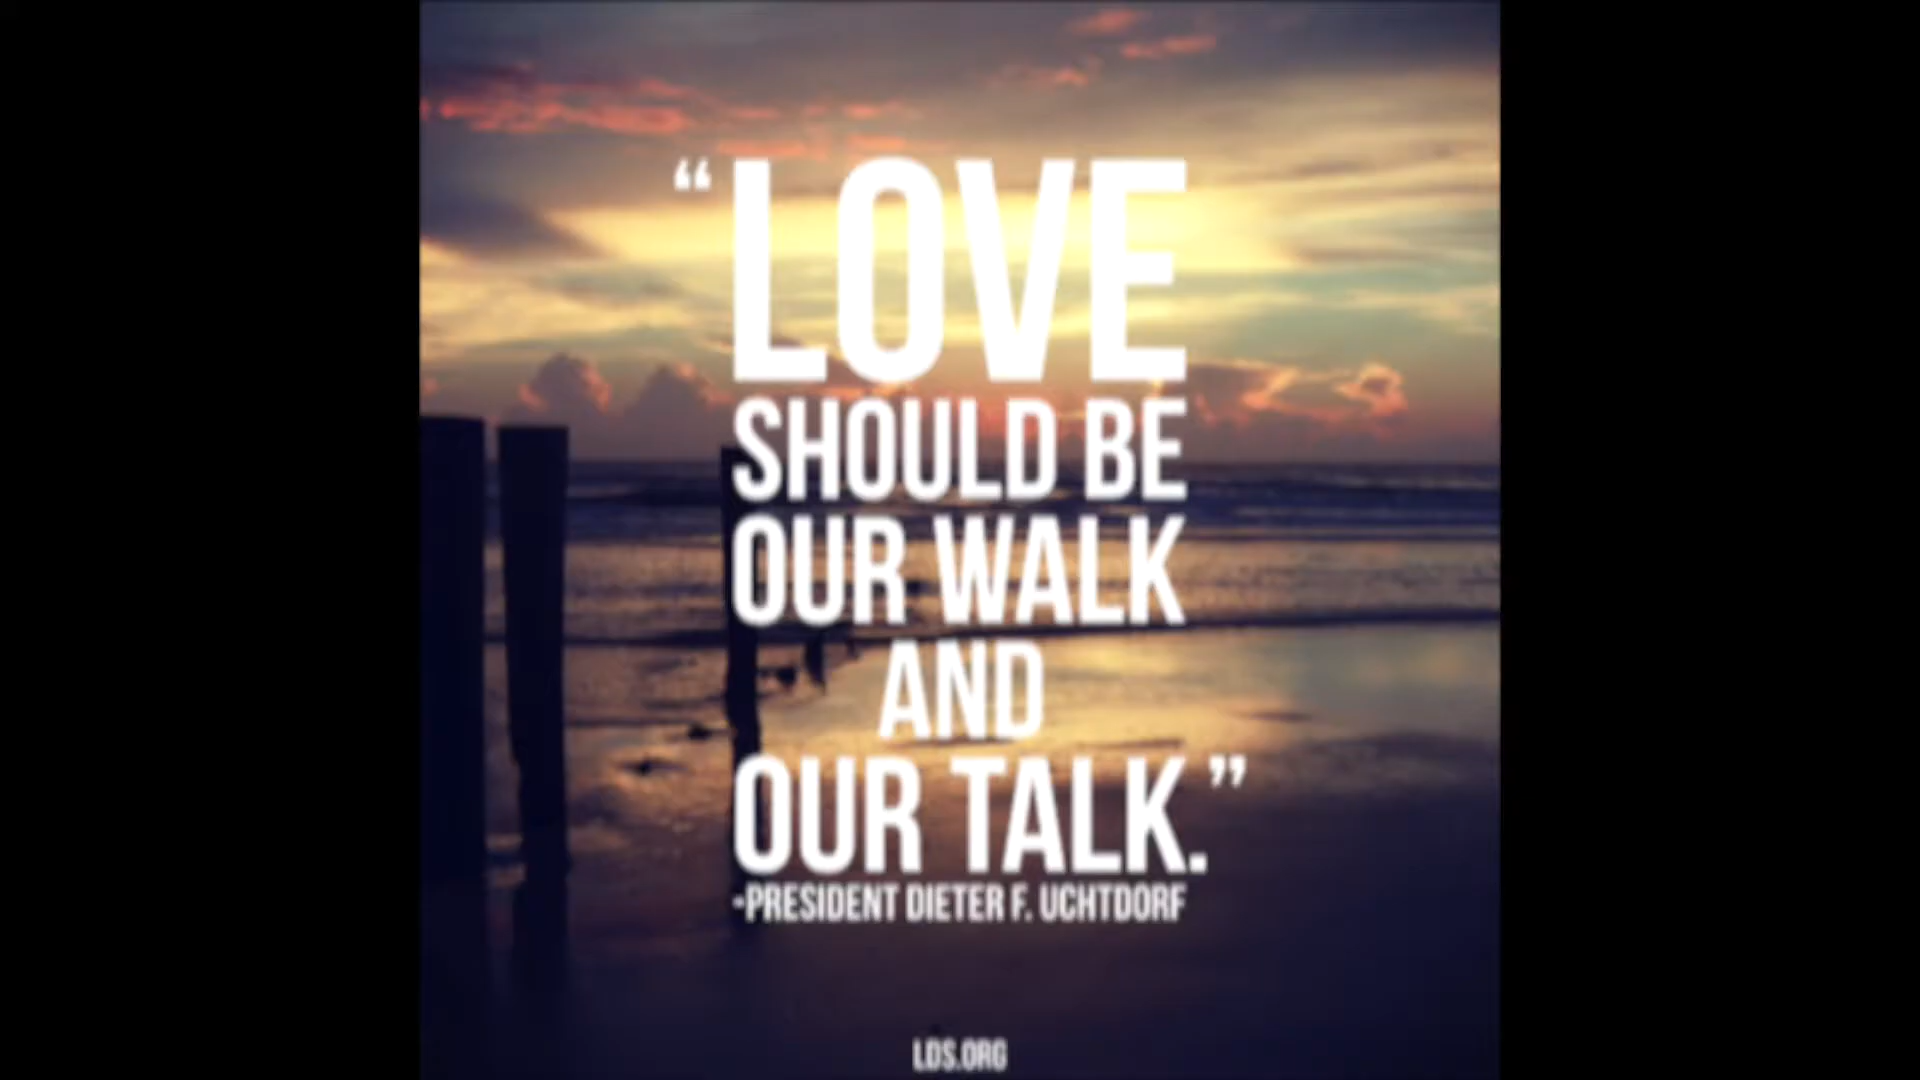 “LOVE
SHOULD BE
OUR WALK
AND
OUR TALK.”
-PRESIDENT DIETER F. UCHTDORF
LDS.ORG